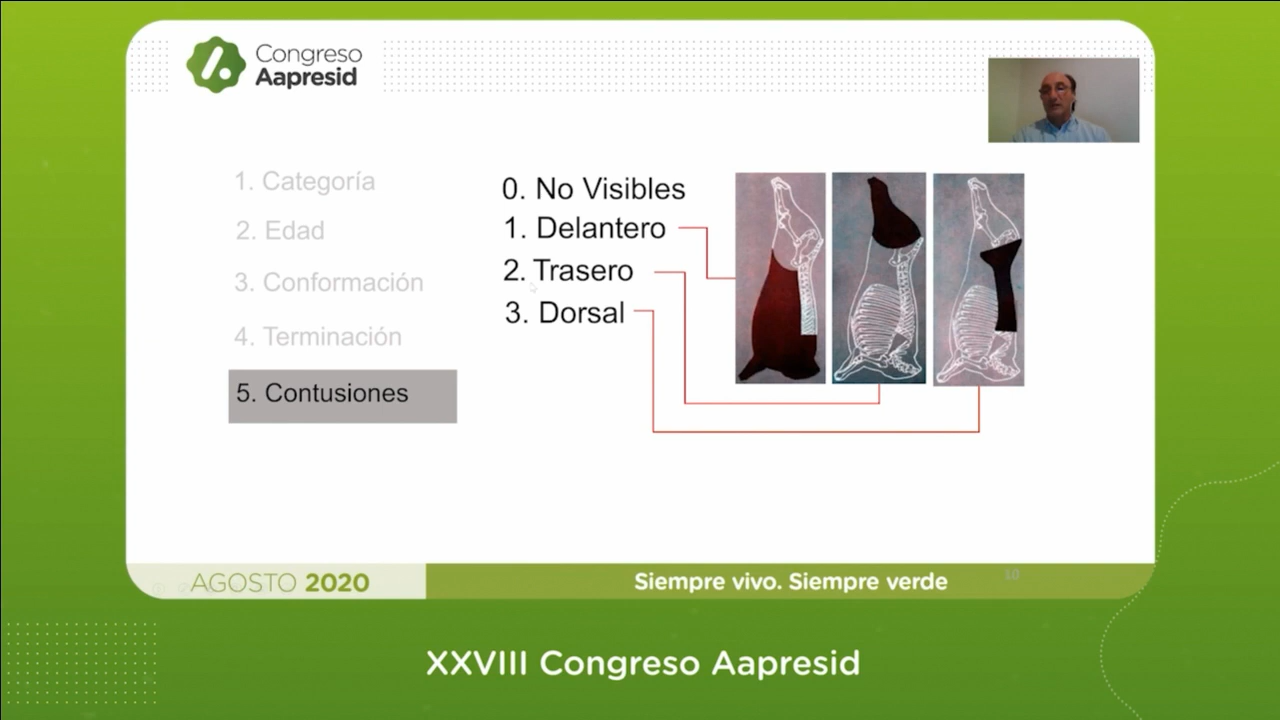 Congreso
Aapresid
1. Categoría
2. Edad
3. Conformación
4. Terminación
5. Contusiones
0. No Visibles
1. Delantero
2. Trasero
3. Dorsal
AGOSTO 2020
Siempre vivo. Siempre verde
10
XXVIII Congreso Aapresid